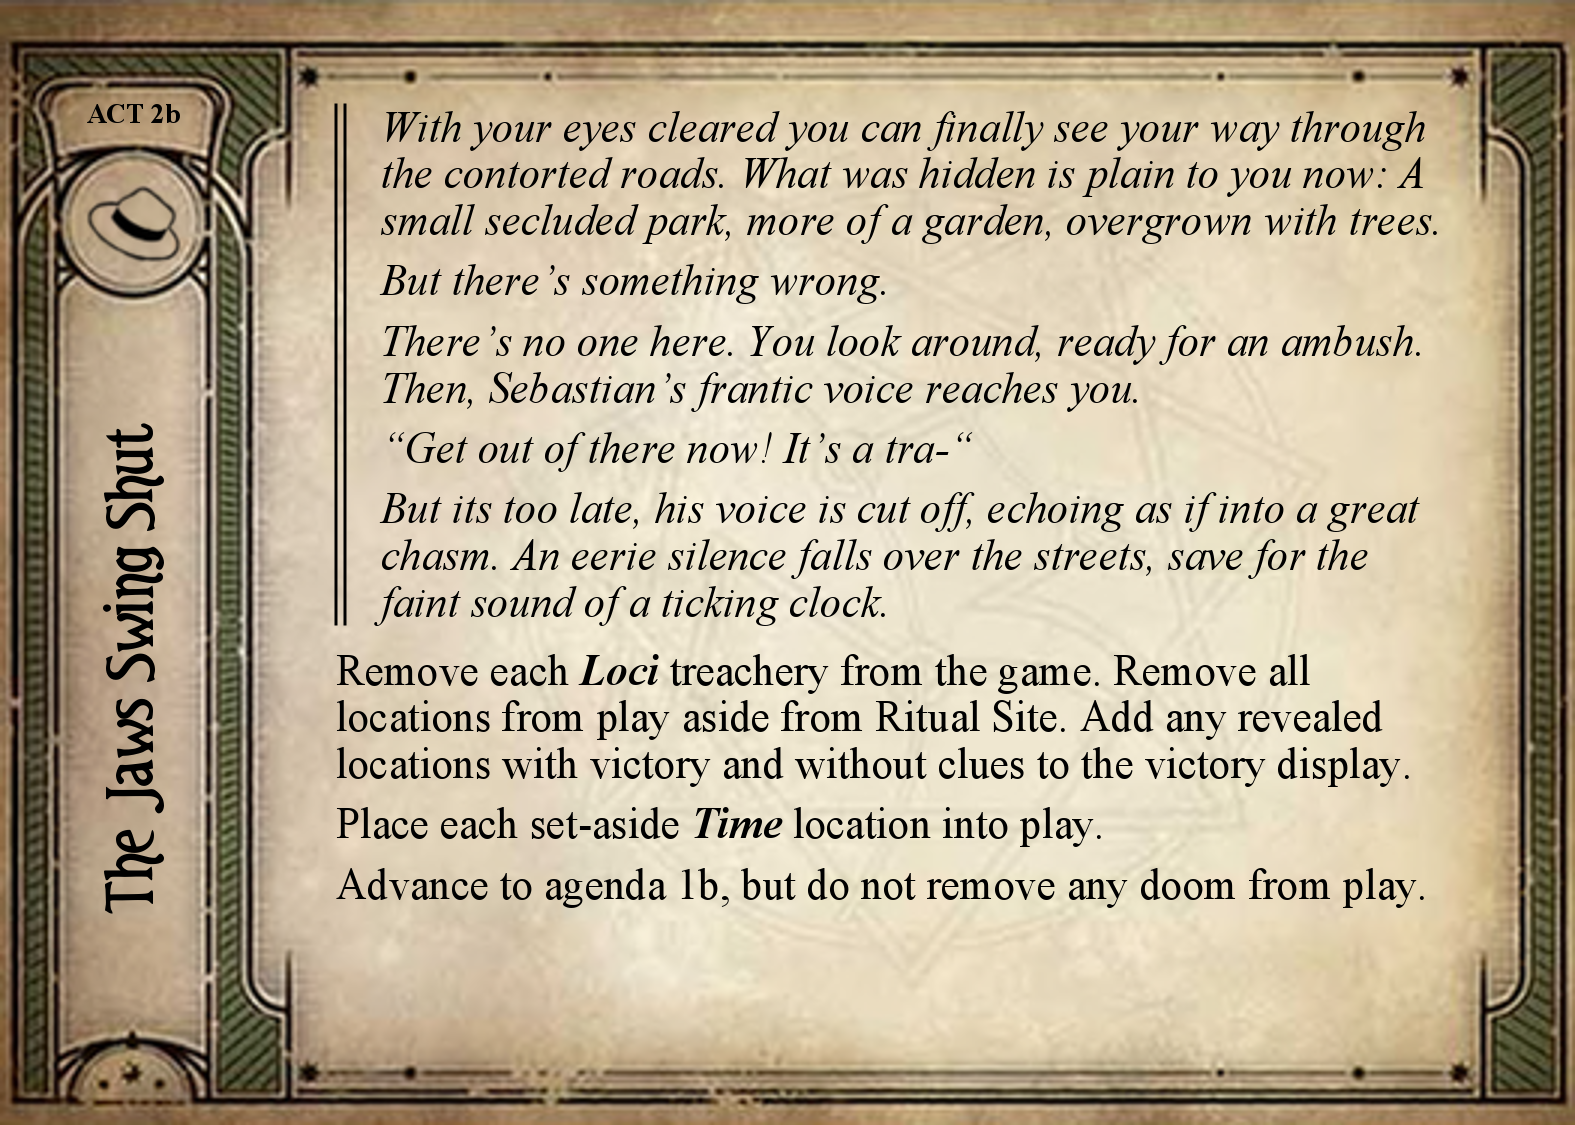 ACT 2b
The Jaws Swing Shut
With your eyes cleared you can finally see your way through
the contorted roads. What was hidden is plain to you now: A
small secluded park, more of a garden, overgrown with trees.
But there’s something wrong.
There’s no one here. You look around, ready for an ambush.
Then, Sebastian’s frantic voice reaches you.
“Get out of there now! It’s a tra-“
But its too late, his voice is cut off, echoing as if into a great
chasm. An eerie silence falls over the streets, save for the
faint sound of a ticking clock.
Remove each Loci treachery from the game. Remove all
locations from play aside from Ritual Site. Add any revealed
locations with victory and without clues to the victory display.
Place each set-aside Time location into play.
Advance to agenda 1b, but do not remove any doom from play.